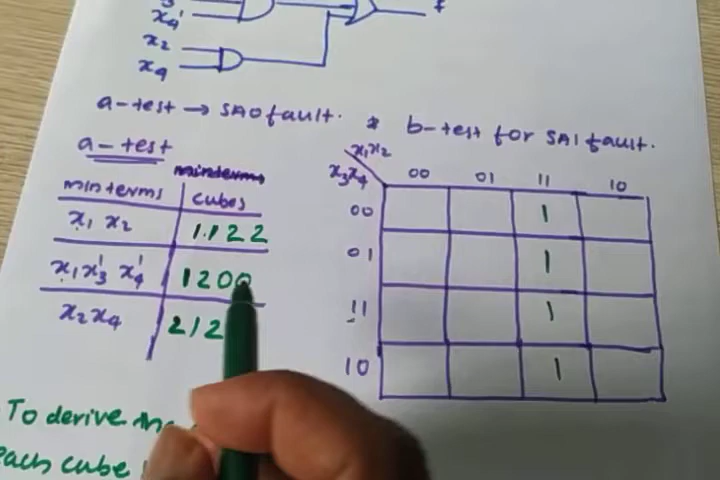 x₄'
x₂
x₄
a-test → SA0 fault. * b-test for SA1 fault.
a-test
minterms cubes
x₁ x₂ 1122
x₁x₃' x₄' 1200
x₂x₄ 212
x₁x₂
x₃x₄ 00 01 11 10
00 1
01 1
11 1
10 1
To derive the
each cube